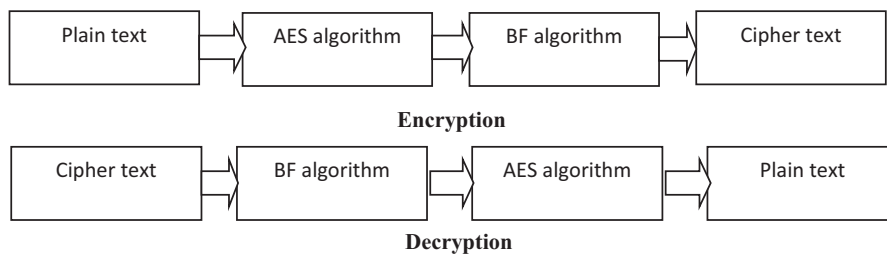 Plain text AES algorithm BF algorithm Cipher text
Encryption
Cipher text BF algorithm AES algorithm Plain text
Decryption